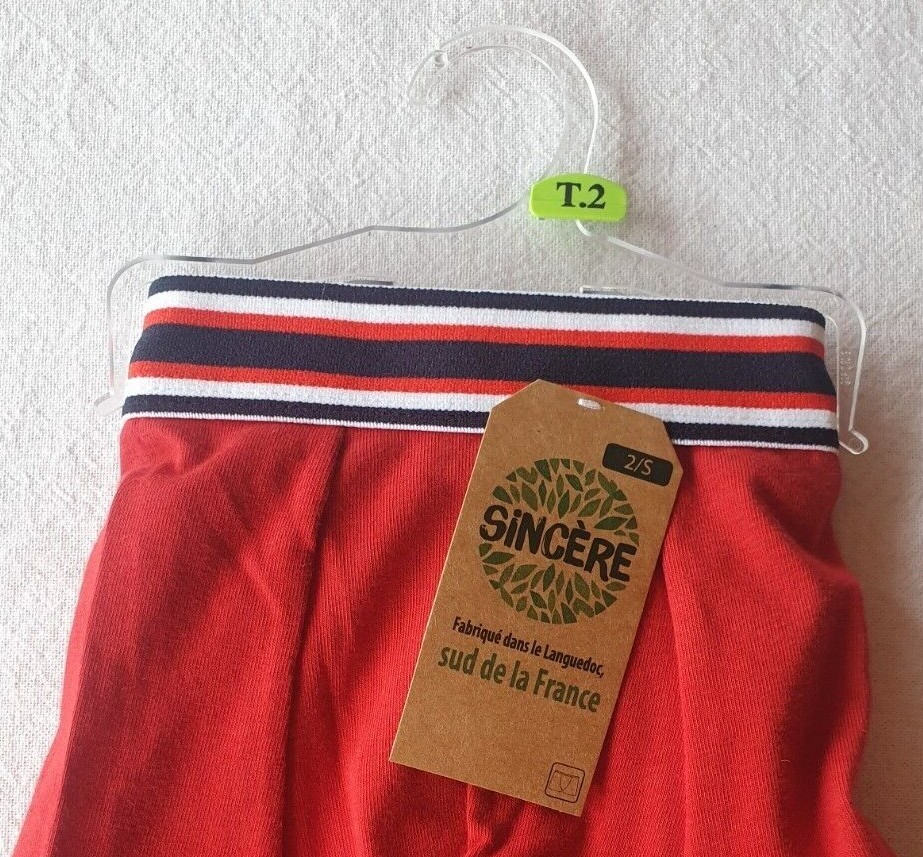 T.2
2/S
SiNCÈRE
Fabriqué dans le Languedoc,
sud de la France